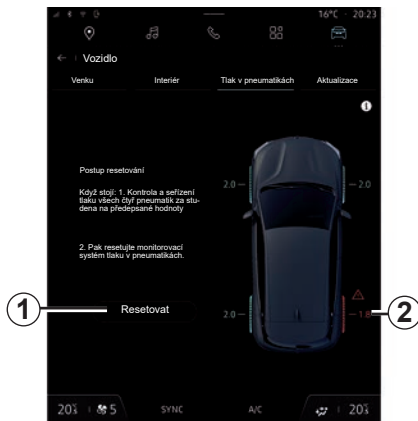 16°C 20:23
← Vozidlo
Venku Interiér Tlak v pneumatikách Aktualizace
Postup resetování
Když stojí: 1. Kontrola a seřízení
tlaku všech čtyř pneumatik za stu-
dena na předepsané hodnoty
2. Pak resetujte monitorovací
systém tlaku v pneumatikách.
2.0 2.0
1 Resetovat 2.0 1.8 2
20.5 5 SYNC A/C 20.5